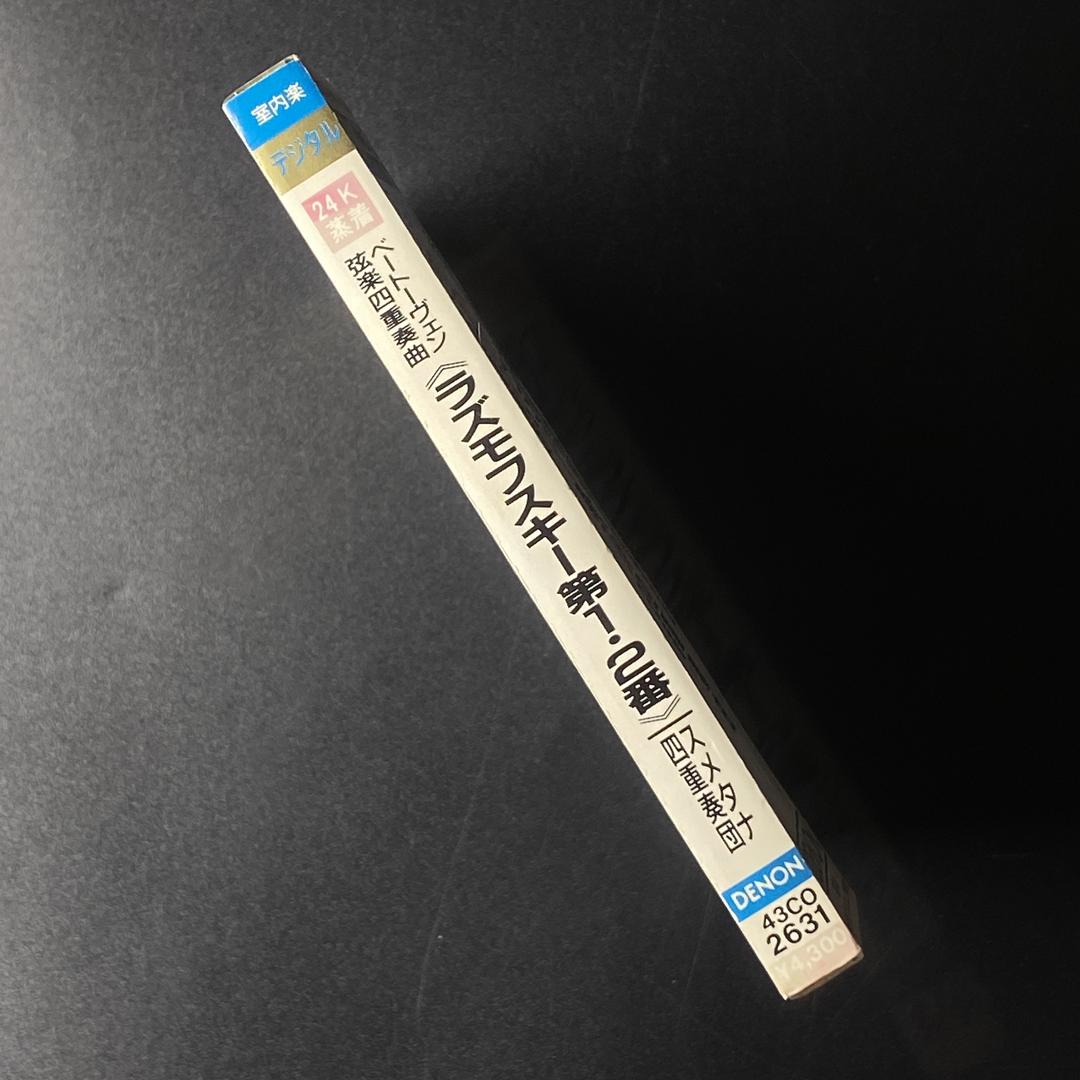 室内楽
デジタル
24K
蒸着
ベートーヴェン
弦楽四重奏曲
《ラズモフスキー第1・2番》
スメタナ
四重奏団
DENON
43CO
2631
¥4,300